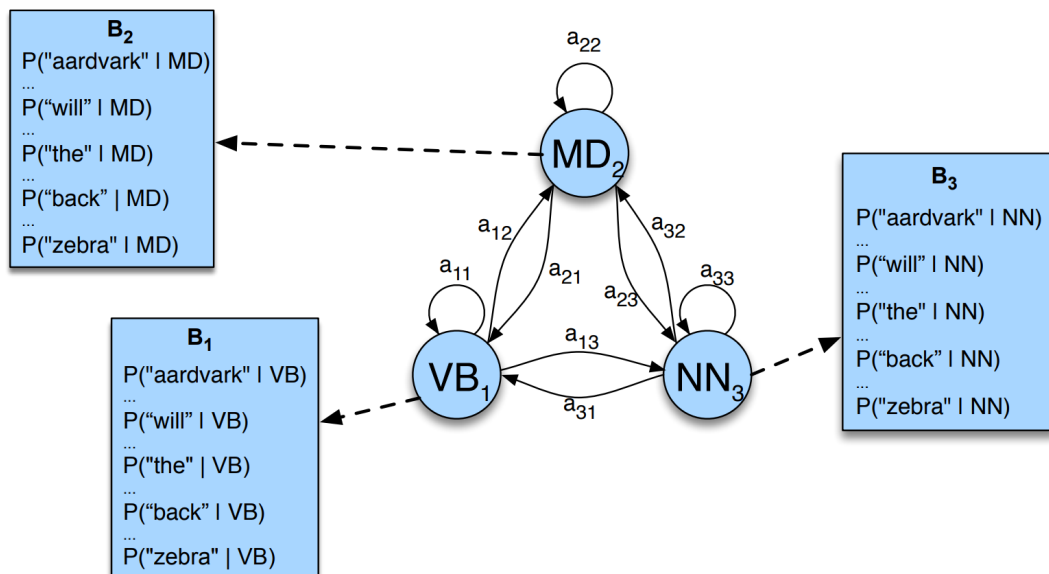 B₂
P("aardvark" | MD)
...
P(“will” | MD)
...
P("the" | MD)
...
P(“back” | MD)
...
P("zebra" | MD)
a₂₂
MD₂
B₃
P("aardvark" | NN)
...
P(“will” | NN)
...
P("the" | NN)
...
P(“back” | NN)
...
P("zebra" | NN)
a₁₂
a₃₂
a₁₁
a₂₁
a₂₃
a₃₃
B₁
P("aardvark" | VB)
...
P(“will” | VB)
...
P("the" | VB)
...
P(“back” | VB)
...
P("zebra" | VB)
a₁₃
VB₁
NN₃
a₃₁